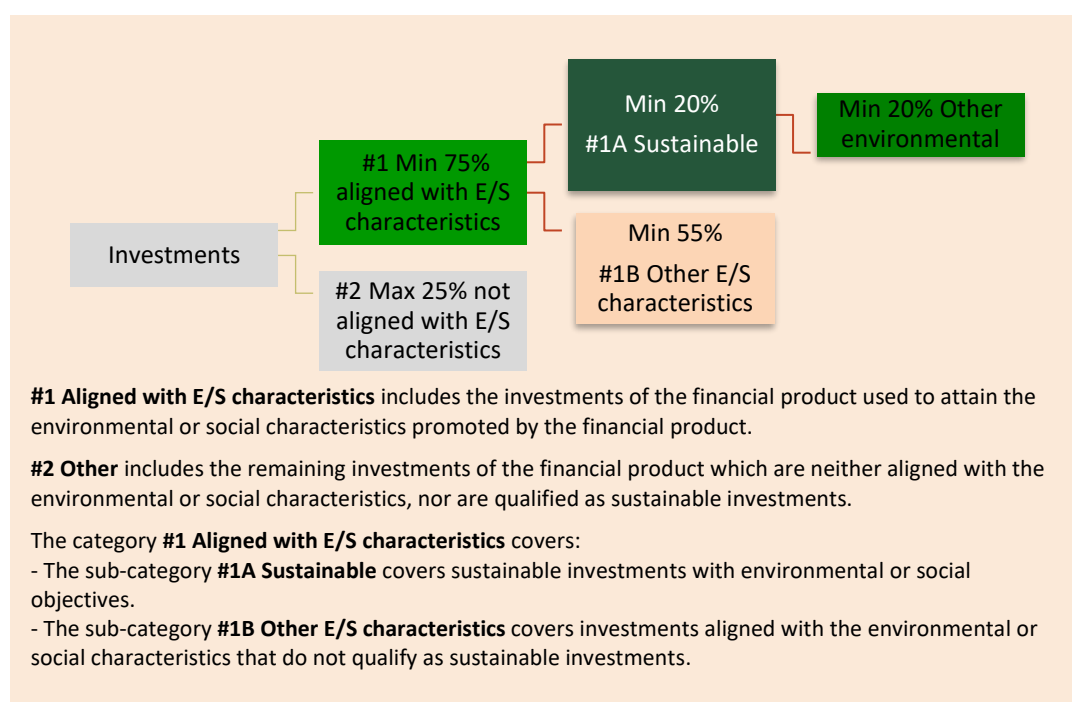 Investments
#1 Min 75%
aligned with E/S
characteristics
#2 Max 25% not
aligned with E/S
characteristics
Min 20%
#1A Sustainable
Min 55%
#1B Other E/S
characteristics
Min 20% Other
environmental
#1 Aligned with E/S characteristics includes the investments of the financial product used to attain the
environmental or social characteristics promoted by the financial product.
#2 Other includes the remaining investments of the financial product which are neither aligned with the
environmental or social characteristics, nor are qualified as sustainable investments.
The category #1 Aligned with E/S characteristics covers:
- The sub-category #1A Sustainable covers sustainable investments with environmental or social
objectives.
- The sub-category #1B Other E/S characteristics covers investments aligned with the environmental or
social characteristics that do not qualify as sustainable investments.